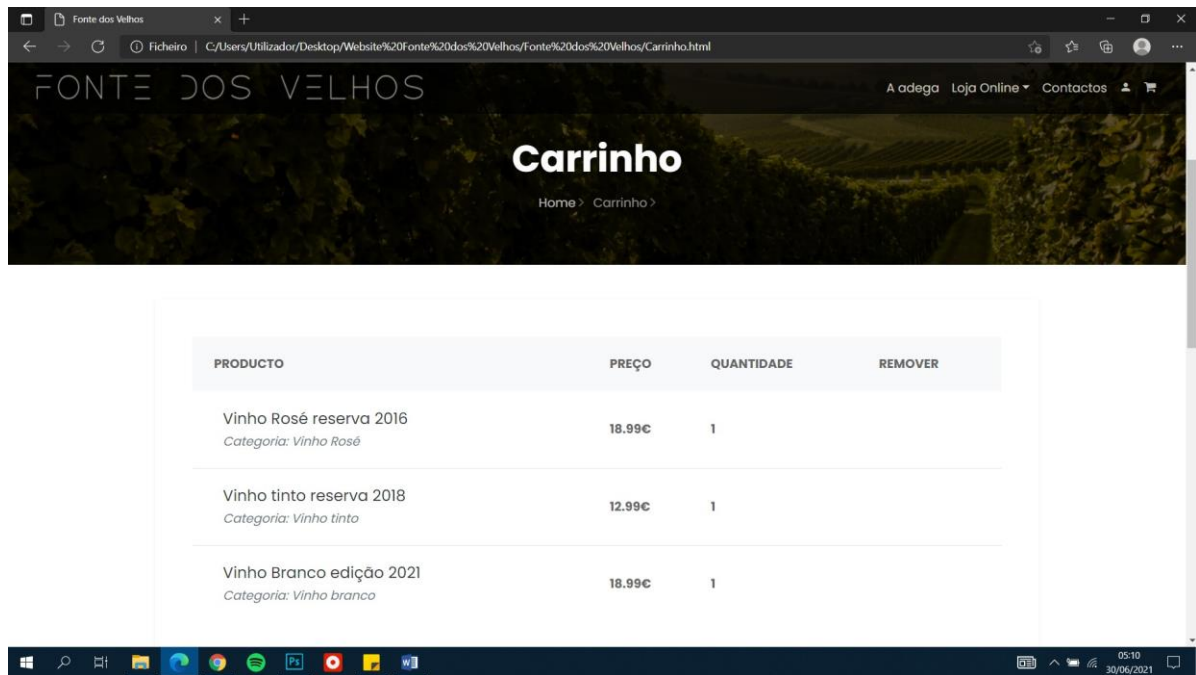 Fonte dos Velhos
Ficheiro | C:/Users/Utilizador/Desktop/Website%20Fonte%20dos%20Velhos/Fonte%20dos%20Velhos/Carrinho.html
FONTE DOS VELHOS
A adega Loja Online Contactos
Carrinho
Home > Carrinho >
PRODUCTO PREÇO QUANTIDADE REMOVER
Vinho Rosé reserva 2016
Categoria: Vinho Rosé
18.99€ 1
Vinho tinto reserva 2018
Categoria: Vinho tinto
12.99€ 1
Vinho Branco edição 2021
Categoria: Vinho branco
18.99€ 1
Ps
W
05:10
30/06/2021